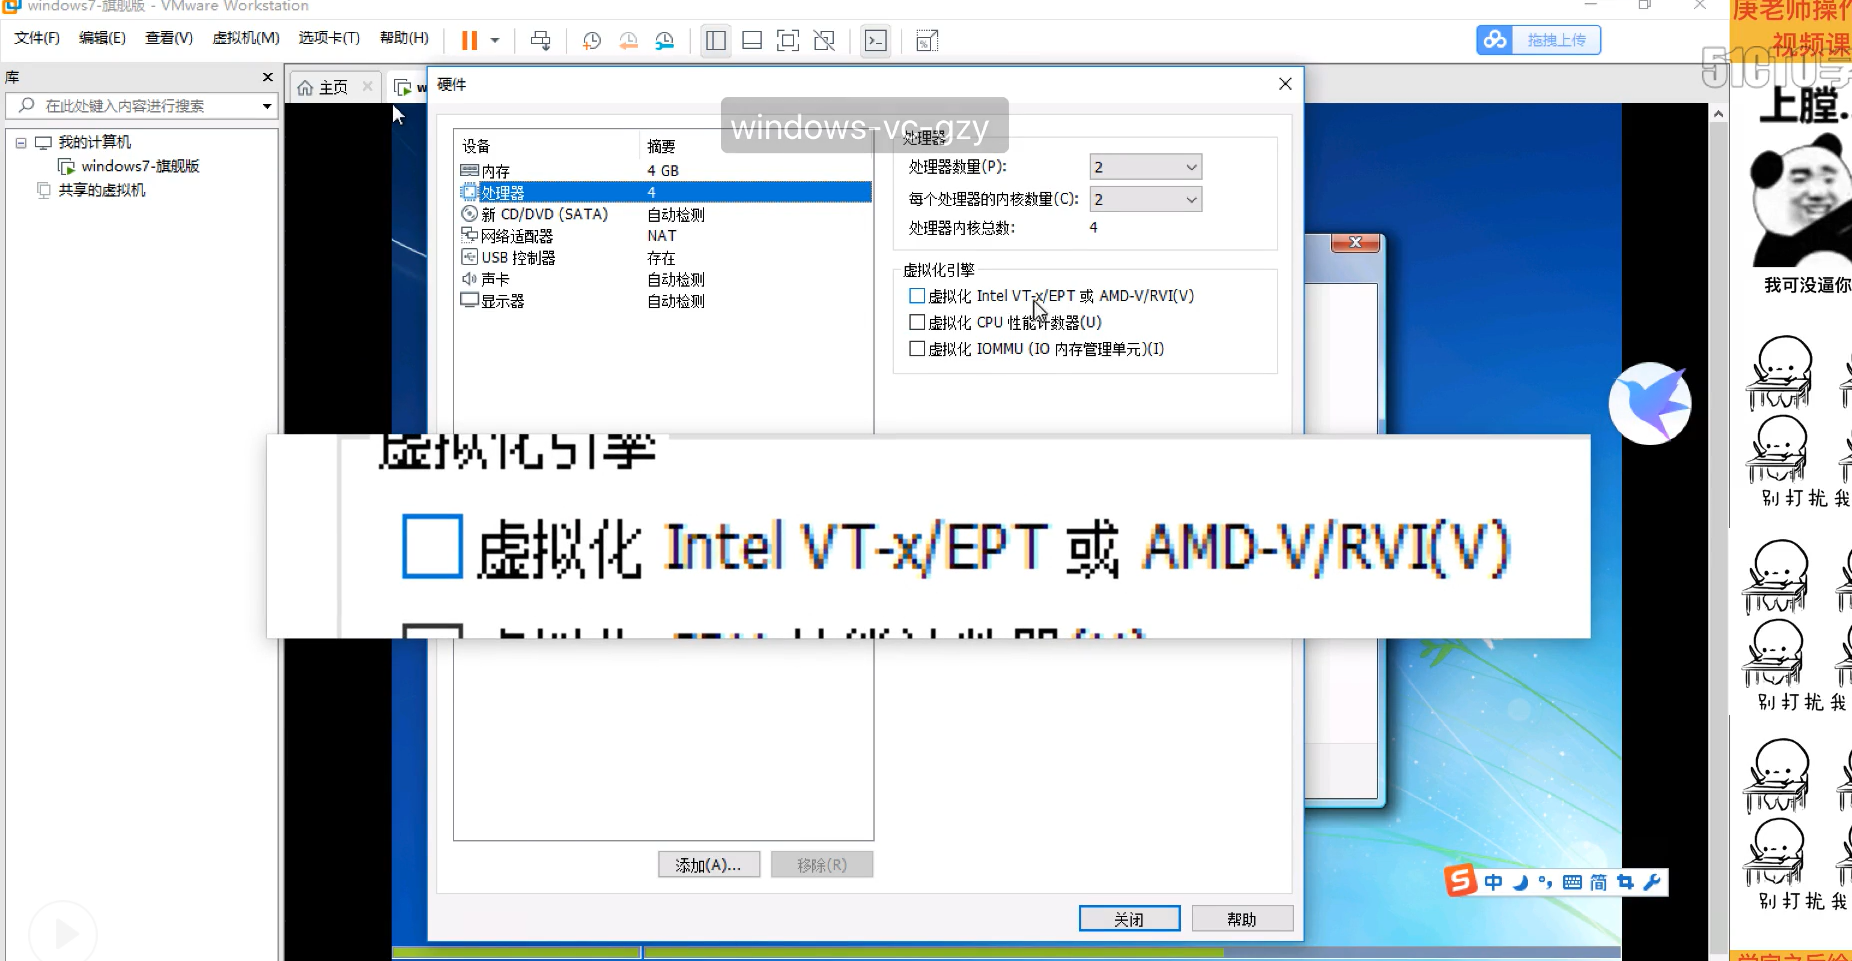 windows7-旗舰版 - VMware Workstation
文件(F) 编辑(E) 查看(V) 虚拟机(M) 选项卡(T) 帮助(H)
拖拽上传
庚老师操作
视频课
51CTO学
库
在此处键入内容进行搜索
我的计算机
windows7-旗舰版
共享的虚拟机
主页
w
硬件
windows-vc-gzy
设备 摘要
内存 4 GB
处理器 4
新 CD/DVD (SATA) 自动检测
网络适配器 NAT
USB 控制器 存在
声卡 自动检测
显示器 自动检测
处理器
处理器数量(P): 2
每个处理器的内核数量(C): 2
处理器内核总数: 4
虚拟化引擎
虚拟化 Intel VT-x/EPT 或 AMD-V/RVI(V)
虚拟化 CPU 性能计数器(U)
虚拟化 IOMMU (IO 内存管理单元)(I)
虚拟化引擎
虚拟化 Intel VT-x/EPT 或 AMD-V/RVI(V)
添加(A)... 移除(R)
关闭 帮助
中 简
上膛.
我可没逼你
别打扰我
别打扰我
别打扰我